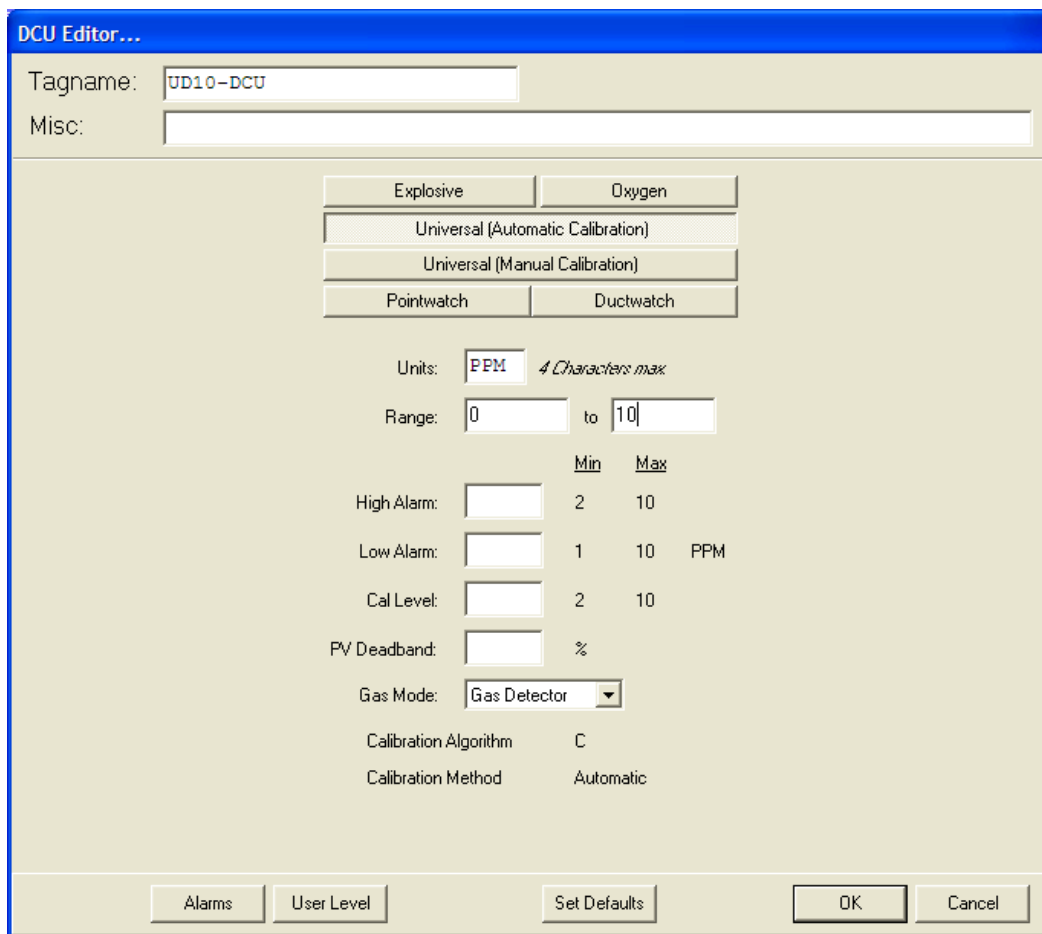 DCU Editor...
Tagname: UD10-DCU
Misc:
Explosive Oxygen
Universal (Automatic Calibration)
Universal (Manual Calibration)
Pointwatch Ductwatch
Units: PPM 4 Characters max
Range: 0 to 10
Min Max
High Alarm: 2 10
Low Alarm: 1 10 PPM
Cal Level: 2 10
PV Deadband: %
Gas Mode: Gas Detector
Calibration Algorithm C
Calibration Method Automatic
Alarms User Level Set Defaults OK Cancel